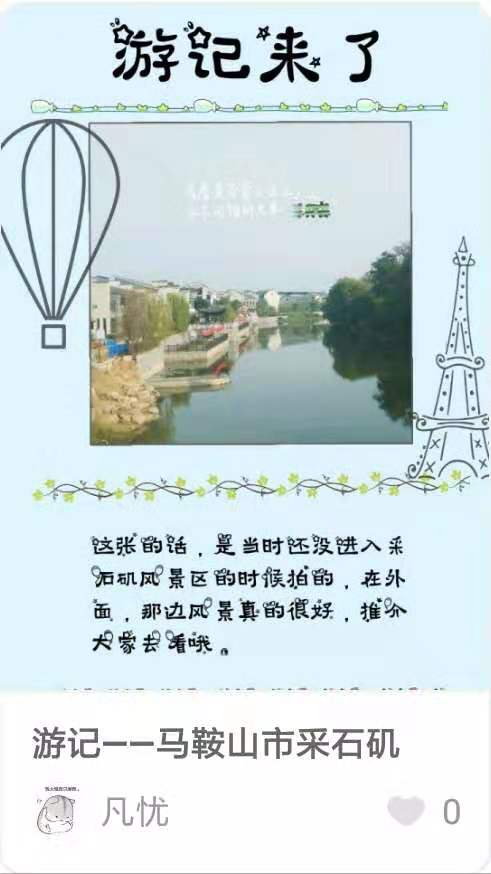 游记来了
这张的话，是当时还没进入采
石矶风景区的时候拍的，在外
面，那边风景真的很好，推介
大家去看哦。
游记——马鞍山市采石矶
凡忧
0